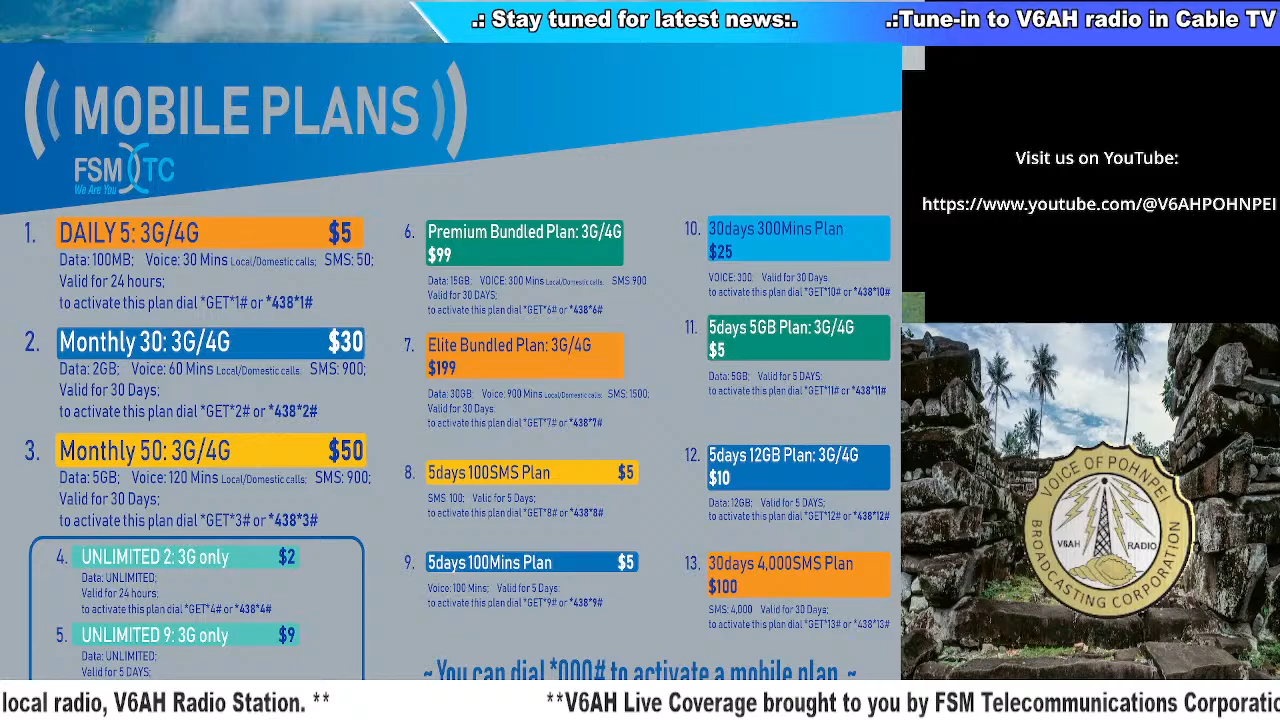 .: Stay tuned for latest news:.
.:Tune-in to V6AH radio in Cable TV
MOBILE PLANS
FSMTC
We Are You
1. DAILY 5: 3G/4G $5
Data: 100MB; Voice: 30 Mins Local/Domestic calls; SMS: 50;
Valid for 24 hours;
to activate this plan dial *GET*1# or *438*1#
2. Monthly 30: 3G/4G $30
Data: 2GB; Voice: 60 Mins Local/Domestic calls. SMS: 900;
Valid for 30 Days;
to activate this plan dial *GET*2# or *438*2#
3. Monthly 50: 3G/4G $50
Data: 5GB; Voice: 120 Mins Local/Domestic calls; SMS: 900;
Valid for 30 Days;
to activate this plan dial *GET*3# or *438*3#
4. UNLIMITED 2: 3G only $2
Data: UNLIMITED;
Valid for 24 hours;
to activate this plan dial *GET*4# or *438*4#
5. UNLIMITED 9: 3G only $9
Data: UNLIMITED;
Valid for 5 DAYS;
6. Premium Bundled Plan: 3G/4G
$99
Data: 15GB; VOICE: 300 Mins Local/Domestic calls. SMS 900
Valid for 30 DAYS;
to activate this plan dial *GET*6# or *438*6#
7. Elite Bundled Plan: 3G/4G
$199
Data: 30GB; Voice: 900 Mins Local/Domestic calls; SMS: 1500;
Valid for 30 Days;
to activate this plan dial *GET*7# or *438*7#
8. 5days 100SMS Plan $5
SMS 100; Valid for 5 Days;
to activate this plan dial *GET*8# or *438*8#
9. 5days 100Mins Plan $5
Voice: 100 Mins; Valid for 5 Days;
to activate this plan dial *GET*9# or *438*9#
10. 30days 300Mins Plan
$25
VOICE: 300 Valid for 30 Days;
to activate this plan dial *GET*10# or *438*10#
11. 5days 5GB Plan: 3G/4G
$5
Data: 5GB; Valid for 5 DAYS;
to activate this plan dial *GET*11# or *438*11#
12. 5days 12GB Plan: 3G/4G
$10
Data: 12GB; Valid for 5 DAYS;
to activate this plan dial *GET*12# or *438*12#
13. 30days 4,000SMS Plan
$100
SMS: 4,000 Valid for 30 Days;
to activate this plan dial *GET*13# or *438*13#
~ You can dial *000# to activate a mobile plan ~
Visit us on YouTube:
https://www.youtube.com/@V6AHPOHNPEI
VOICE OF POHNPEI
V6AH RADIO
BROADCASTING CORPORATION
local radio, V6AH Radio Station. **
**V6AH Live Coverage brought to you by FSM Telecommunications Corporatio